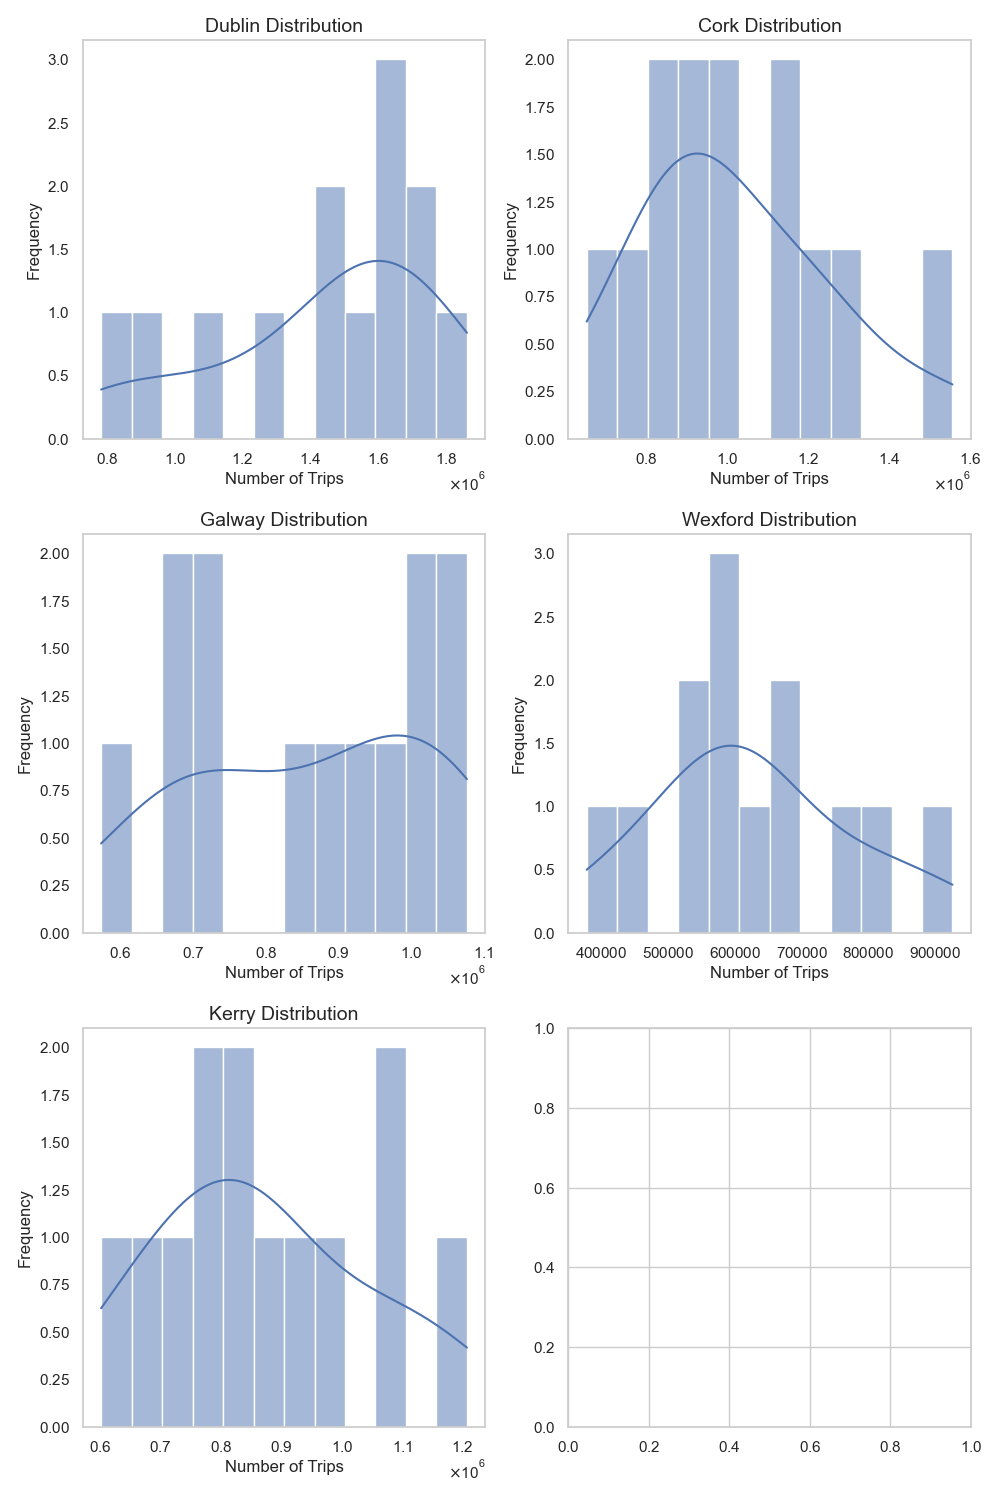 Dublin Distribution
3.0
2.5
2.0
1.5
1.0
0.5
0.0
Frequency
0.8 1.0 1.2 1.4 1.6 1.8
Number of Trips
×10⁶
Cork Distribution
2.00
1.75
1.50
1.25
1.00
0.75
0.50
0.25
0.00
Frequency
0.8 1.0 1.2 1.4 1.6
Number of Trips
×10⁶
Galway Distribution
2.00
1.75
1.50
1.25
1.00
0.75
0.50
0.25
0.00
Frequency
0.6 0.7 0.8 0.9 1.0 1.1
Number of Trips
×10⁶
Wexford Distribution
3.0
2.5
2.0
1.5
1.0
0.5
0.0
Frequency
400000 500000 600000 700000 800000 900000
Number of Trips
Kerry Distribution
2.00
1.75
1.50
1.25
1.00
0.75
0.50
0.25
0.00
Frequency
0.6 0.7 0.8 0.9 1.0 1.1 1.2
Number of Trips
×10⁶
1.0
0.8
0.6
0.4
0.2
0.0
0.0 0.2 0.4 0.6 0.8 1.0